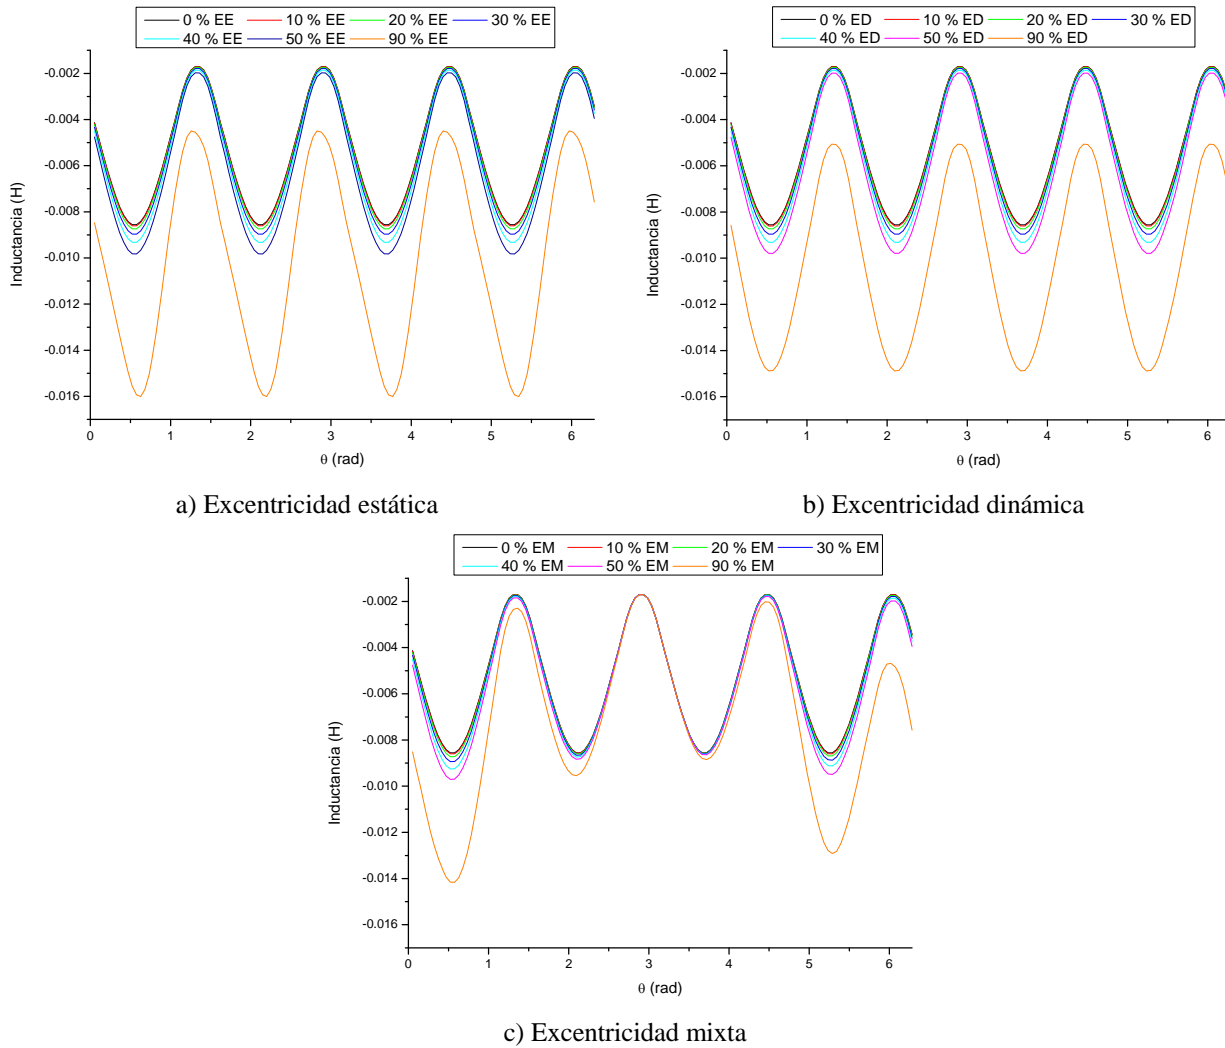 0 % EE 10 % EE 20 % EE 30 % EE
40 % EE 50 % EE 90 % EE
-0.002
-0.004
-0.006
-0.008
-0.010
-0.012
-0.014
-0.016
Inductancia (H)
0 1 2 3 4 5 6
θ (rad)
a) Excentricidad estática
0 % ED 10 % ED 20 % ED 30 % ED
40 % ED 50 % ED 90 % ED
-0.002
-0.004
-0.006
-0.008
-0.010
-0.012
-0.014
-0.016
Inductancia (H)
0 1 2 3 4 5 6
θ (rad)
b) Excentricidad dinámica
0 % EM 10 % EM 20 % EM 30 % EM
40 % EM 50 % EM 90 % EM
-0.002
-0.004
-0.006
-0.008
-0.010
-0.012
-0.014
-0.016
Inductancia (H)
0 1 2 3 4 5 6
θ (rad)
c) Excentricidad mixta